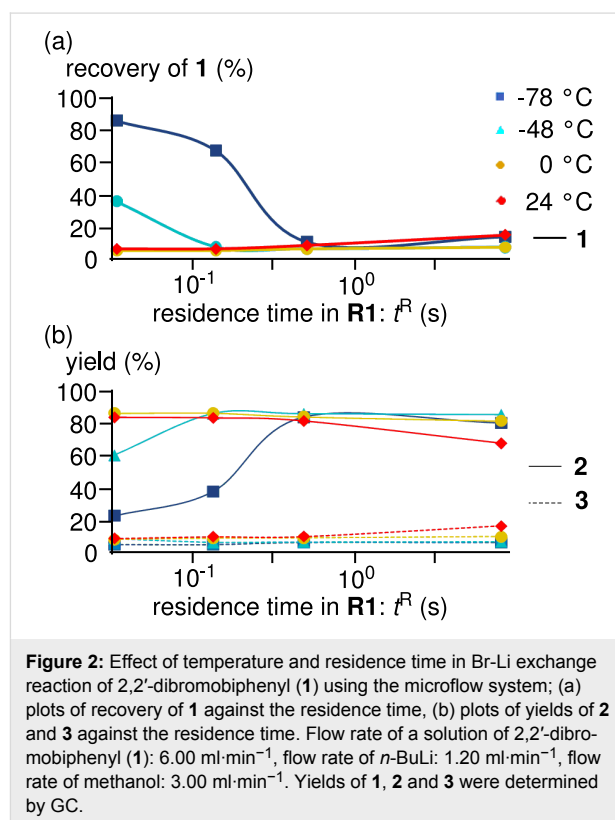 (a)
recovery of 1 (%)
100
80
60
40
20
0
10⁻¹
10⁰
residence time in R1: tᴿ (s)
-78 °C
-48 °C
0 °C
24 °C
1
(b)
yield (%)
100
80
60
40
20
0
10⁻¹
10⁰
residence time in R1: tᴿ (s)
2
3
Figure 2: Effect of temperature and residence time in Br-Li exchange
reaction of 2,2′-dibromobiphenyl (1) using the microflow system; (a)
plots of recovery of 1 against the residence time, (b) plots of yields of 2
and 3 against the residence time. Flow rate of a solution of 2,2′-dibro-
mobiphenyl (1): 6.00 ml·min⁻¹, flow rate of n-BuLi: 1.20 ml·min⁻¹, flow
rate of methanol: 3.00 ml·min⁻¹. Yields of 1, 2 and 3 were determined
by GC.